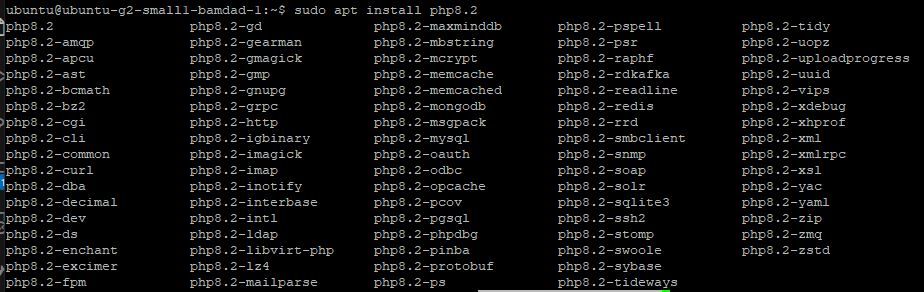 ubuntu@ubuntu-g2-small1-bamdad-1:~$ sudo apt install php8.2
php8.2 php8.2-gd php8.2-maxminddb php8.2-pspell php8.2-tidy
php8.2-amqp php8.2-gearman php8.2-mbstring php8.2-psr php8.2-uopz
php8.2-apcu php8.2-gmagick php8.2-mcrypt php8.2-raphf php8.2-uploadprogress
php8.2-ast php8.2-gmp php8.2-memcache php8.2-rdkafka php8.2-uuid
php8.2-bcmath php8.2-gnupg php8.2-memcached php8.2-readline php8.2-vips
php8.2-bz2 php8.2-grpc php8.2-mongodb php8.2-redis php8.2-xdebug
php8.2-cgi php8.2-http php8.2-msgpack php8.2-rrd php8.2-xhprof
php8.2-cli php8.2-igbinary php8.2-mysql php8.2-smbclient php8.2-xml
php8.2-common php8.2-imagick php8.2-oauth php8.2-snmp php8.2-xmlrpc
php8.2-curl php8.2-imap php8.2-odbc php8.2-soap php8.2-xsl
php8.2-dba php8.2-inotify php8.2-opcache php8.2-solr php8.2-yac
php8.2-decimal php8.2-interbase php8.2-pcov php8.2-sqlite3 php8.2-yaml
php8.2-dev php8.2-intl php8.2-pgsql php8.2-ssh2 php8.2-zip
php8.2-ds php8.2-ldap php8.2-phpdbg php8.2-stomp php8.2-zmq
php8.2-enchant php8.2-libvirt-php php8.2-pinba php8.2-swoole php8.2-zstd
php8.2-excimer php8.2-lz4 php8.2-protobuf php8.2-sybase
php8.2-fpm php8.2-mailparse php8.2-ps php8.2-tideways